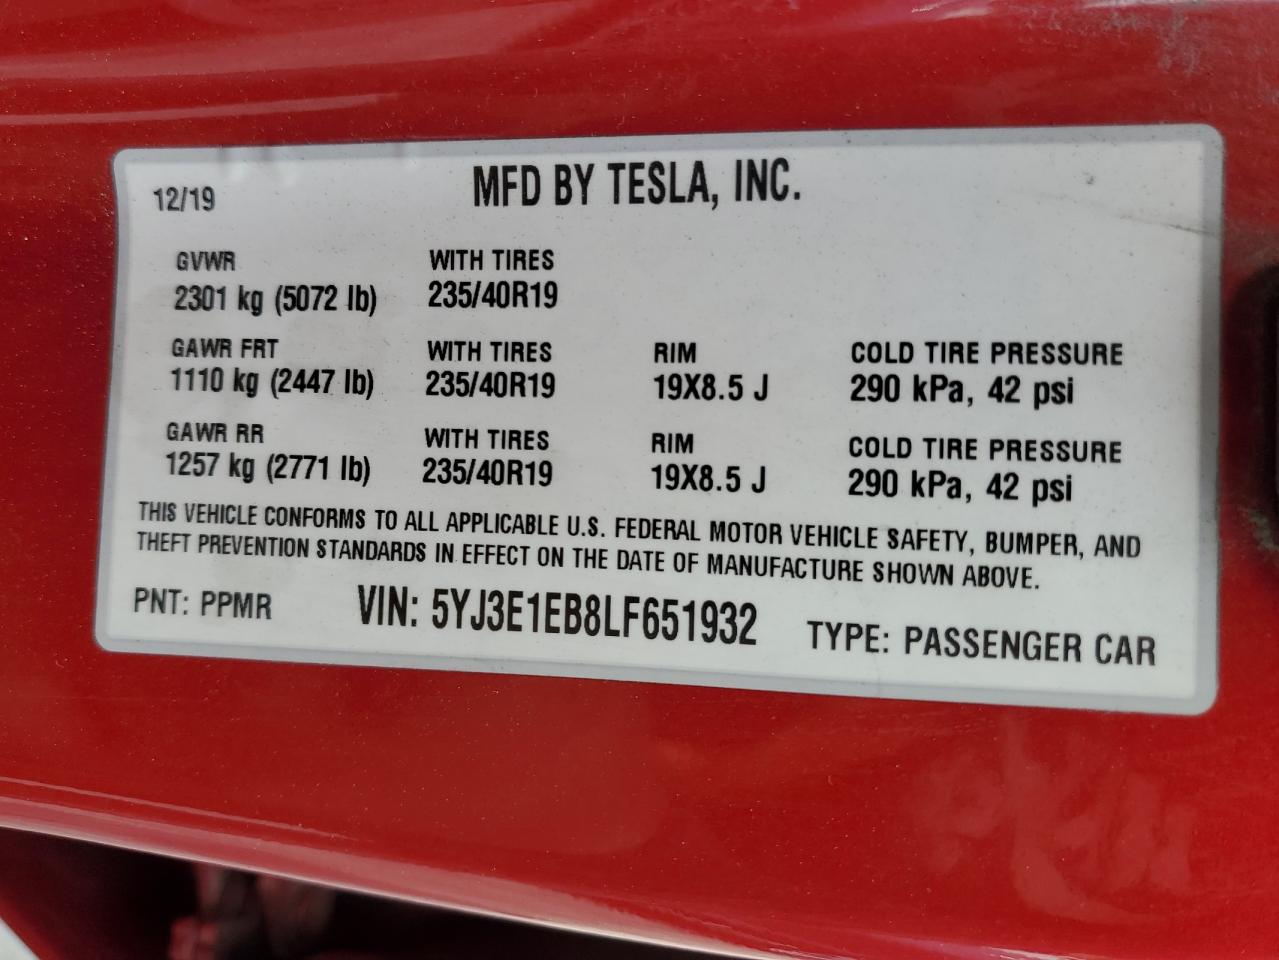 12/19 MFD BY TESLA, INC.
GVWR WITH TIRES
2301 kg (5072 lb) 235/40R19
GAWR FRT WITH TIRES RIM COLD TIRE PRESSURE
1110 kg (2447 lb) 235/40R19 19X8.5 J 290 kPa, 42 psi
GAWR RR WITH TIRES RIM COLD TIRE PRESSURE
1257 kg (2771 lb) 235/40R19 19X8.5 J 290 kPa, 42 psi
THIS VEHICLE CONFORMS TO ALL APPLICABLE U.S. FEDERAL MOTOR VEHICLE SAFETY, BUMPER, AND
THEFT PREVENTION STANDARDS IN EFFECT ON THE DATE OF MANUFACTURE SHOWN ABOVE.
PNT: PPMR VIN: 5YJ3E1EB8LF651932 TYPE: PASSENGER CAR